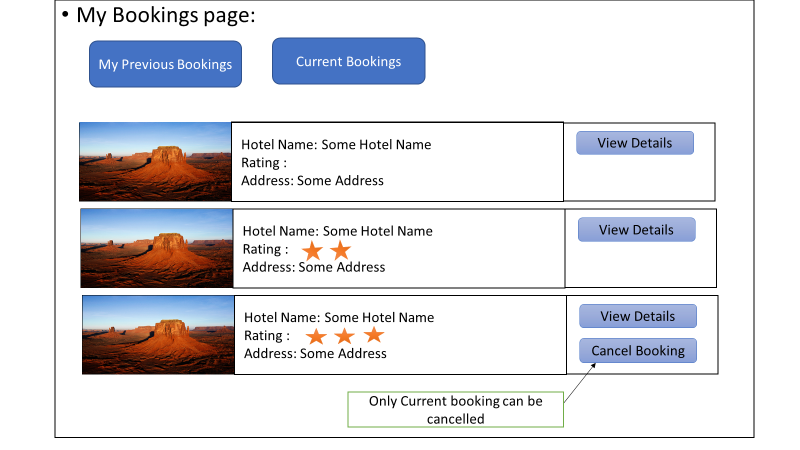 • My Bookings page:
My Previous Bookings
Current Bookings
Hotel Name: Some Hotel Name
Rating :
Address: Some Address
View Details
Hotel Name: Some Hotel Name
Rating :
Address: Some Address
View Details
Hotel Name: Some Hotel Name
Rating :
Address: Some Address
View Details
Cancel Booking
Only Current booking can be
cancelled